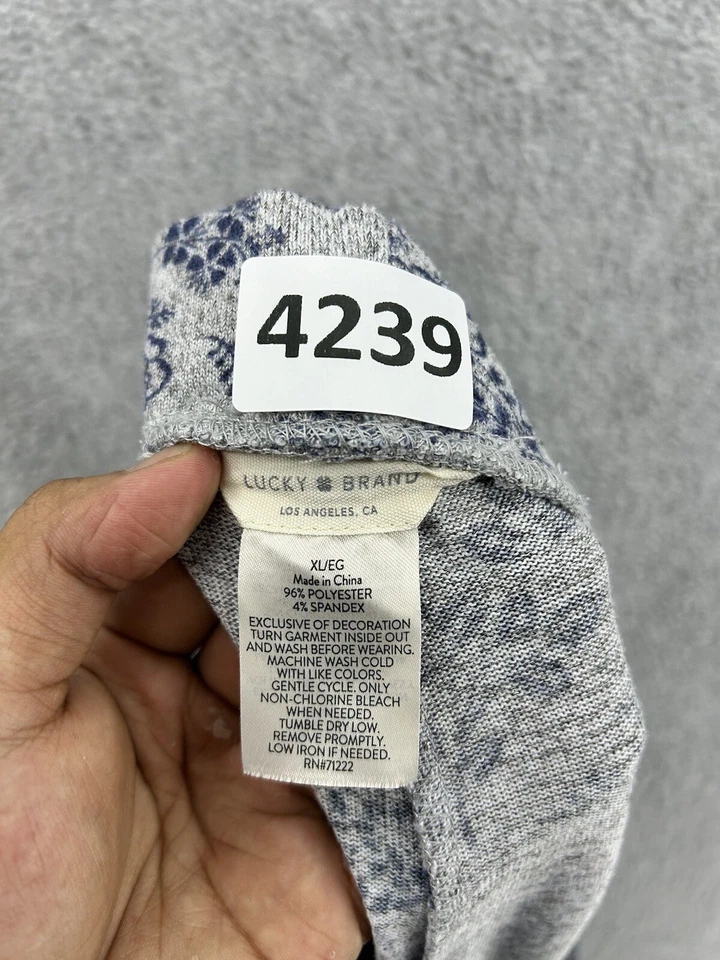 4239
LUCKY BRAND
LOS ANGELES, CA
XL/EG
Made in China
96% POLYESTER
4% SPANDEX
EXCLUSIVE OF DECORATION
TURN GARMENT INSIDE OUT
AND WASH BEFORE WEARING.
MACHINE WASH COLD
WITH LIKE COLORS.
GENTLE CYCLE. ONLY
NON-CHLORINE BLEACH
WHEN NEEDED.
TUMBLE DRY LOW.
REMOVE PROMPTLY.
LOW IRON IF NEEDED.
RN#71222